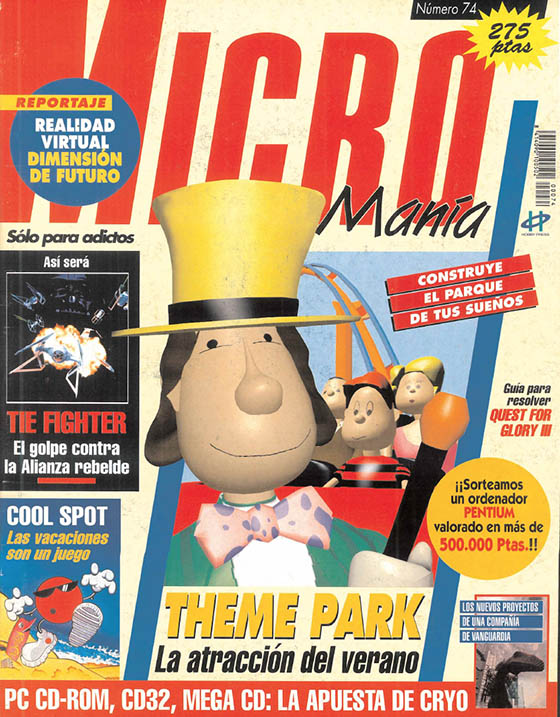 Número 74
275
ptas
MICRO
Manía
REPORTAJE
REALIDAD
VIRTUAL
DIMENSIÓN
DE FUTURO
Sólo para adictos
HOBBY PRESS
00074
Así será
TIE FIGHTER
El golpe contra
la Alianza rebelde
CONSTRUYE
EL PARQUE
DE TUS SUEÑOS
Guía para
resolver
QUEST FOR
GLORY III
¡¡Sorteamos
un ordenador
PENTIUM
valorado en más de
500.000 Ptas.!!
COOL SPOT
Las vacaciones
son un juego
THEME PARK
La atracción del verano
LOS NUEVOS PROYECTOS
DE UNA COMPAÑÍA
DE VANGUARDIA
PC CD-ROM, CD32, MEGA CD: LA APUESTA DE CRYO